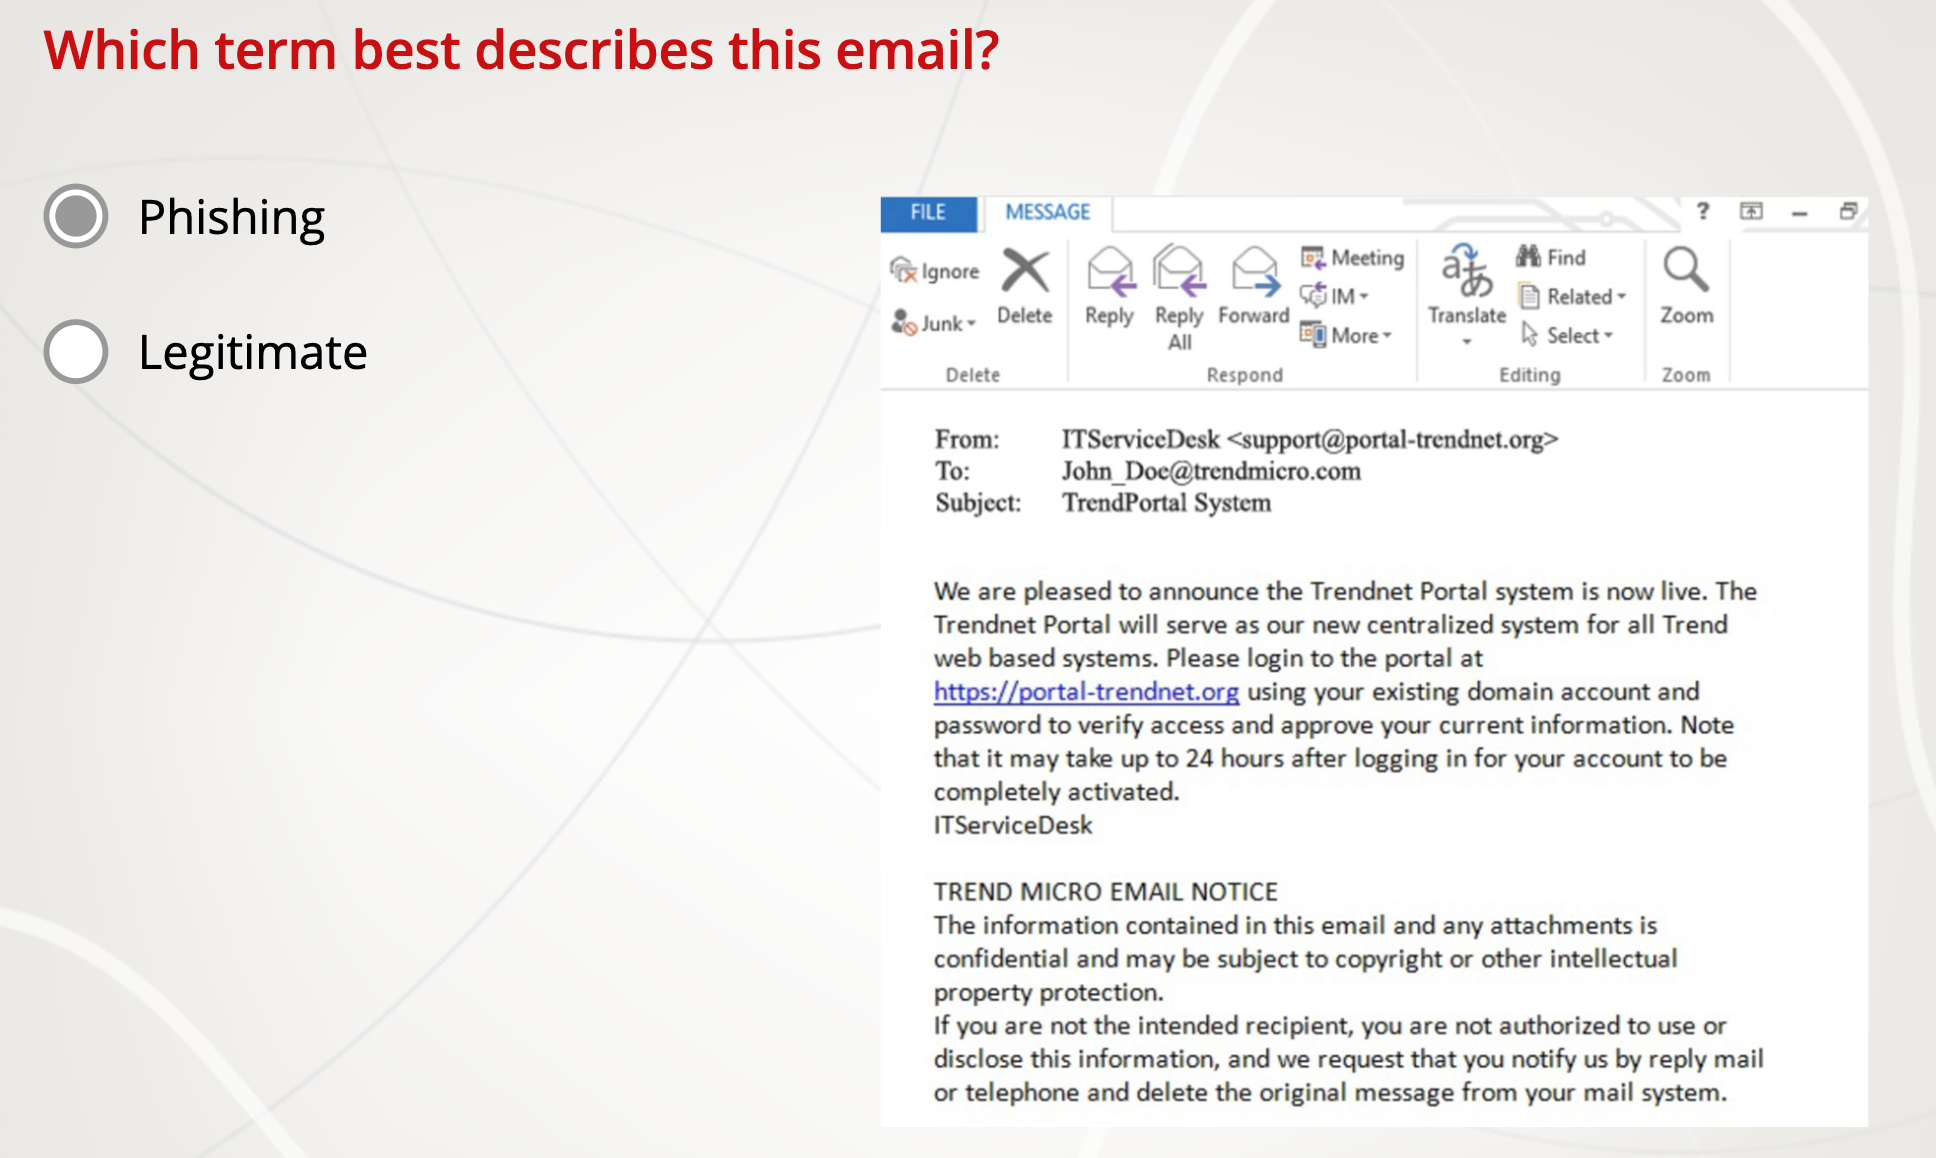 Which term best describes this email?
Phishing
Legitimate
FILE MESSAGE ?
Ignore
Junk
Delete
Delete
Reply
Reply All
Forward
Meeting
IM
More
Respond
Translate
Find
Related
Select
Editing
Zoom
Zoom
From: ITServiceDesk <support@portal-trendnet.org>
To: John_Doe@trendmicro.com
Subject: TrendPortal System
We are pleased to announce the Trendnet Portal system is now live. The
Trendnet Portal will serve as our new centralized system for all Trend
web based systems. Please login to the portal at
https://portal-trendnet.org using your existing domain account and
password to verify access and approve your current information. Note
that it may take up to 24 hours after logging in for your account to be
completely activated.
ITServiceDesk
TREND MICRO EMAIL NOTICE
The information contained in this email and any attachments is
confidential and may be subject to copyright or other intellectual
property protection.
If you are not the intended recipient, you are not authorized to use or
disclose this information, and we request that you notify us by reply mail
or telephone and delete the original message from your mail system.